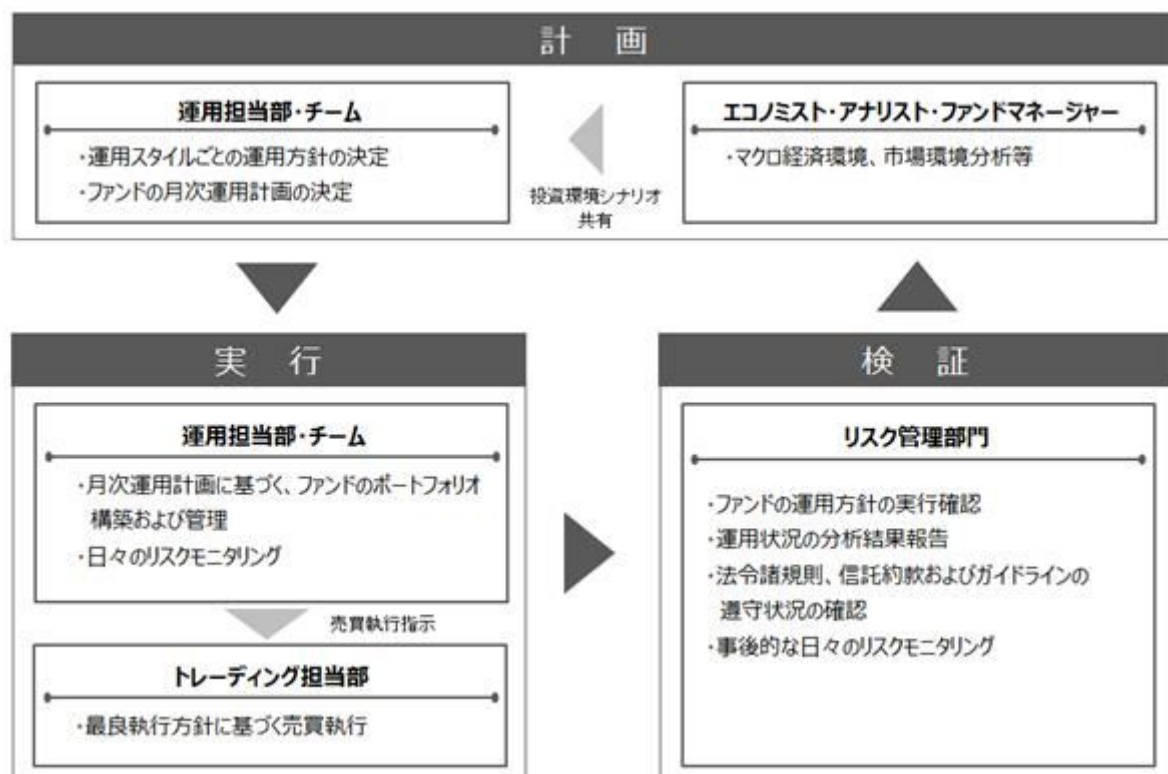 計 画
運用担当部・チーム
・運用スタイルごとの運用方針の決定
・ファンドの月次運用計画の決定
投資環境シナリオ
共有
エコノミスト・アナリスト・ファンドマネージャー
・マクロ経済環境、市場環境分析等
実 行
運用担当部・チーム
・月次運用計画に基づく、ファンドのポートフォリオ
構築および管理
・日々のリスクモニタリング
売買執行指示
トレーディング担当部
・最良執行方針に基づく売買執行
検 証
リスク管理部門
・ファンドの運用方針の実行確認
・運用状況の分析結果報告
・法令諸規則、信託約款およびガイドラインの
遵守状況の確認
・事後的な日々のリスクモニタリング